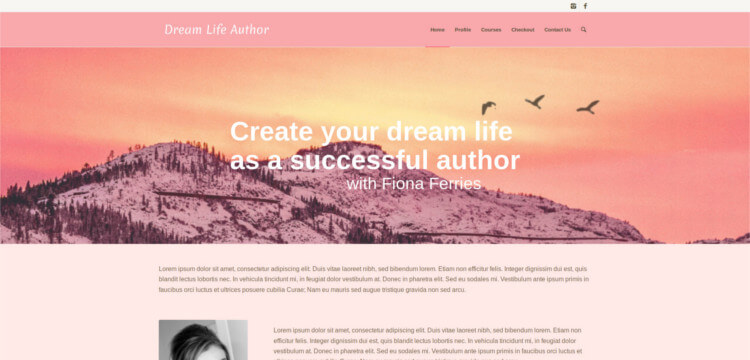 Dream Life Author
Home Profile Courses Checkout Contact Us
Create your dream life
as a successful author
with Fiona Ferries
Lorem ipsum dolor sit amet, consectetur adipiscing elit. Duis vitae laoreet nibh, sed bibendum lorem. Etiam non efficitur felis. Integer dignissim dui est, quis
blandit lectus lobortis nec. In vehicula tincidunt mi, in feugiat dolor vestibulum at. Donec in pharetra elit. Sed eu sodales mi. Vestibulum ante ipsum primis in
faucibus orci luctus et ultrices posuere cubilia Curae; Nam eu mauris sed augue tristique gravida non sed arcu.
Lorem ipsum dolor sit amet, consectetur adipiscing elit. Duis vitae laoreet nibh, sed bibendum lorem. Etiam non
efficitur felis. Integer dignissim dui est, quis blandit lectus lobortis nec. In vehicula tincidunt mi, in feugiat dolor
vestibulum at. Donec in pharetra elit. Sed eu sodales mi. Vestibulum ante ipsum primis in faucibus orci luctus et